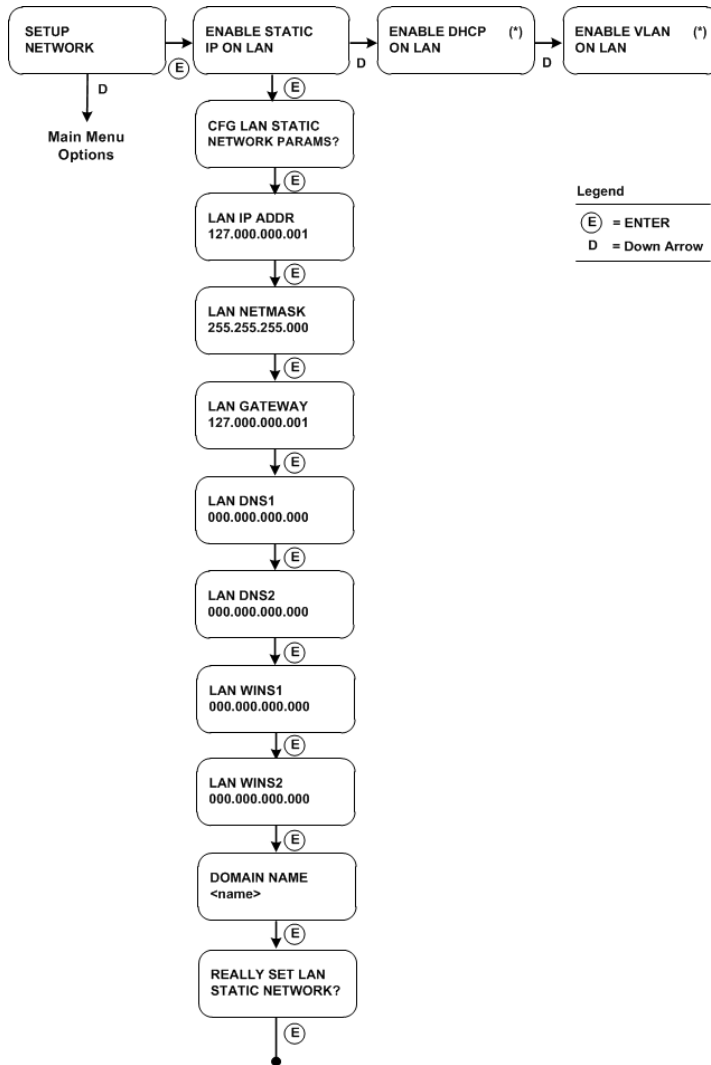 SETUP
NETWORK
E
ENABLE STATIC
IP ON LAN
D
ENABLE DHCP (*)
ON LAN
D
ENABLE VLAN (*)
ON LAN
D
Main Menu
Options
E
CFG LAN STATIC
NETWORK PARAMS?
E
LAN IP ADDR
127.000.000.001
E
LAN NETMASK
255.255.255.000
E
LAN GATEWAY
127.000.000.001
E
LAN DNS1
000.000.000.000
E
LAN DNS2
000.000.000.000
E
LAN WINS1
000.000.000.000
E
LAN WINS2
000.000.000.000
E
DOMAIN NAME
<name>
E
REALLY SET LAN
STATIC NETWORK?
E
Legend
E = ENTER
D = Down Arrow